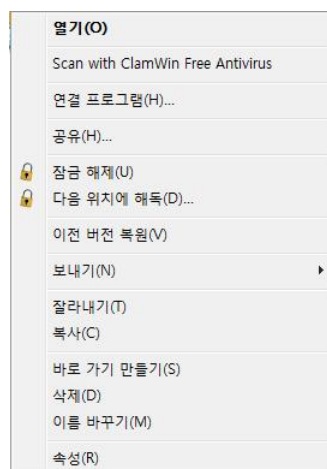 열기(O)
Scan with ClamWin Free Antivirus
연결 프로그램(H)...
공유(H)...
잠금 해제(U)
다음 위치에 해독(D)...
이전 버전 복원(V)
보내기(N)
잘라내기(T)
복사(C)
바로 가기 만들기(S)
삭제(D)
이름 바꾸기(M)
속성(R)